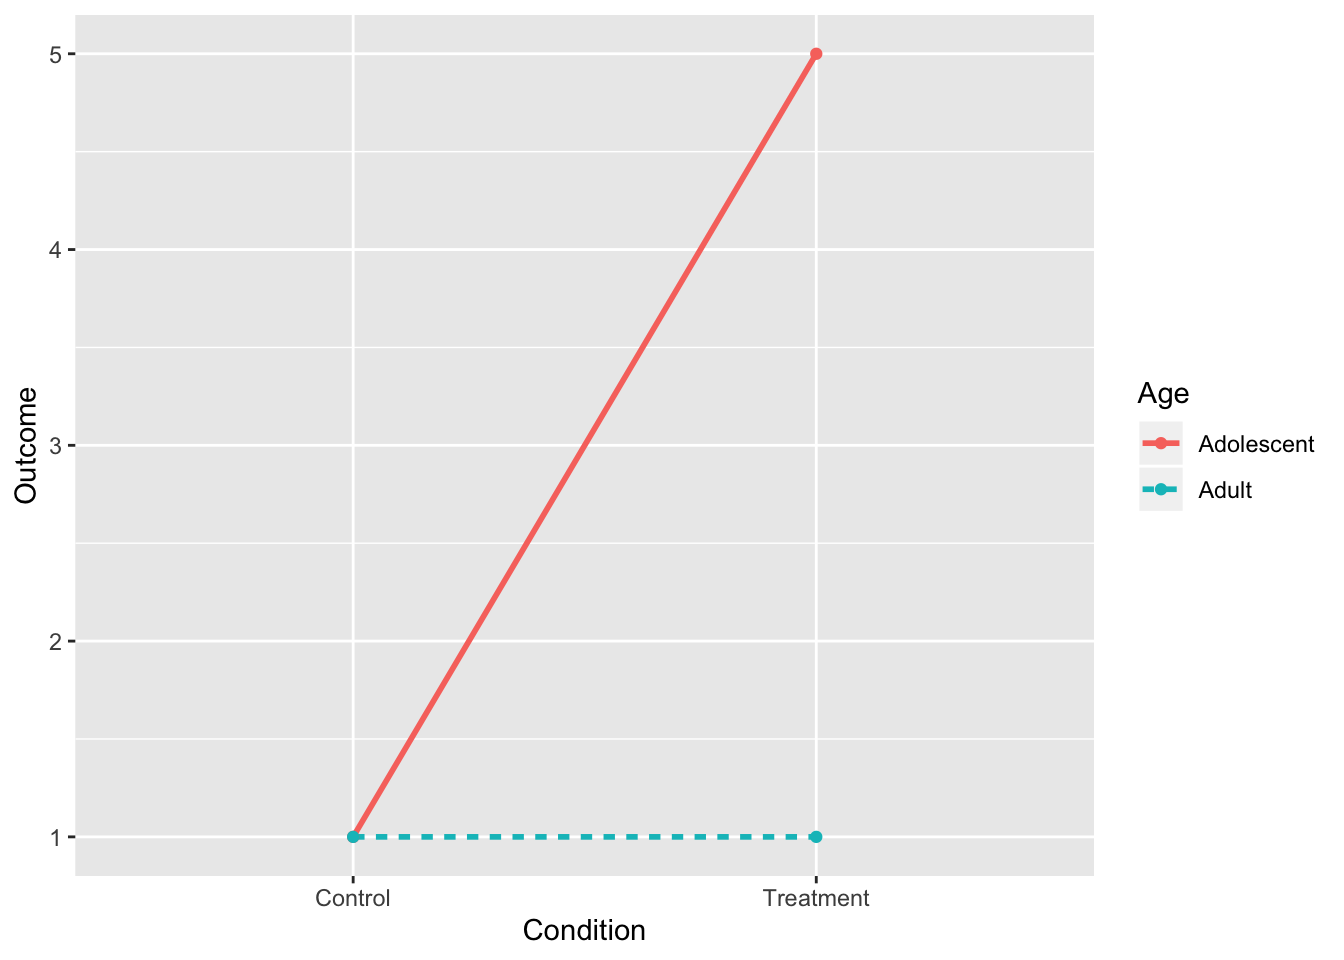 5
4
3
2
1
Outcome
Control
Treatment
Condition
Age
Adolescent
Adult